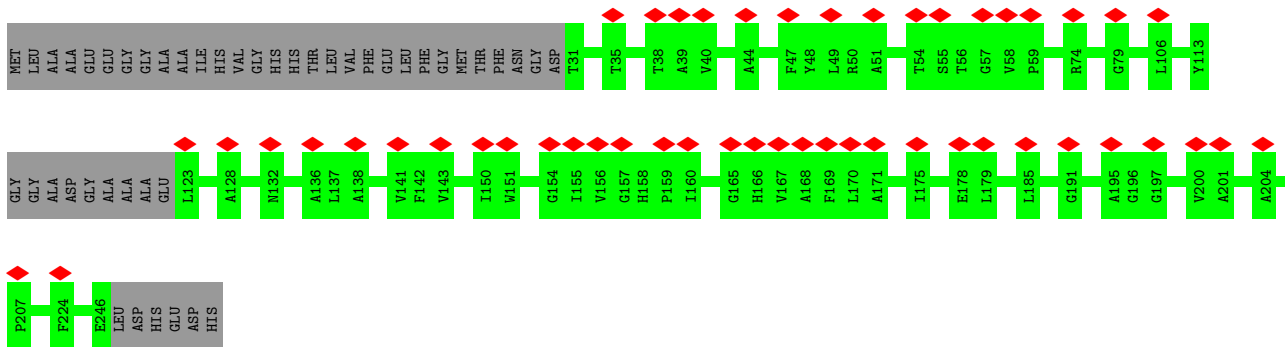 MET LEU ALA ALA GLU GLU GLY GLY ALA ALA ILE HIS VAL GLY HIS HIS THR LEU VAL PHE GLU LEU PHE GLY MET THR PHE ASN GLY ASP T31 T35 T38 A39 V40 A44 F47 Y48 L49 R50 A51 T54 S55 T56 G57 V58 P59 R74 G79 L106 Y113
GLY GLY ALA ASP GLY ALA ALA ALA GLU L123 A128 N132 A136 L137 A138 V141 F142 V143 I150 W151 G154 I155 V156 G157 H158 P159 I160 G165 H166 V167 A168 F169 L170 A171 I175 E178 L179 L185 G191 A195 G196 G197 V200 A201 A204
P207 F224 E246 LEU ASP HIS GLU ASP HIS